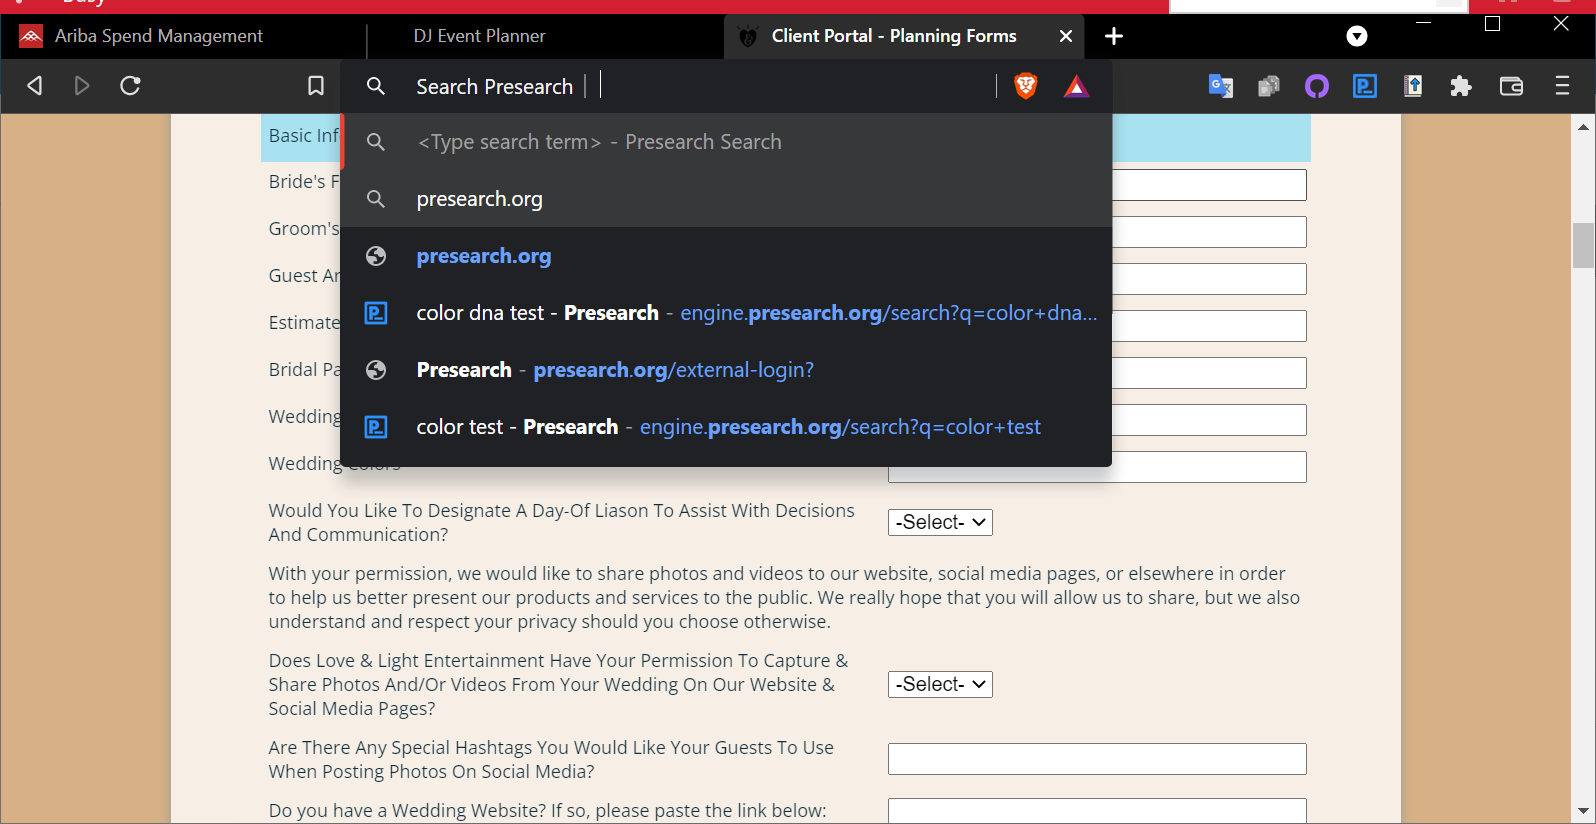 Busy
Ariba Spend Management
DJ Event Planner
Client Portal - Planning Forms
Search Presearch
<Type search term> - Presearch Search
presearch.org
presearch.org
color dna test - Presearch - engine.presearch.org/search?q=color+dna...
Presearch - presearch.org/external-login?
color test - Presearch - engine.presearch.org/search?q=color+test
Basic Inf
Bride's F
Groom's
Guest Ar
Estimate
Bridal Pa
Wedding
Wedding Colors
Would You Like To Designate A Day-Of Liason To Assist With Decisions
And Communication?
-Select-
With your permission, we would like to share photos and videos to our website, social media pages, or elsewhere in order
to help us better present our products and services to the public. We really hope that you will allow us to share, but we also
understand and respect your privacy should you choose otherwise.
Does Love & Light Entertainment Have Your Permission To Capture &
Share Photos And/Or Videos From Your Wedding On Our Website &
Social Media Pages?
-Select-
Are There Any Special Hashtags You Would Like Your Guests To Use
When Posting Photos On Social Media?
Do you have a Wedding Website? If so, please paste the link below: